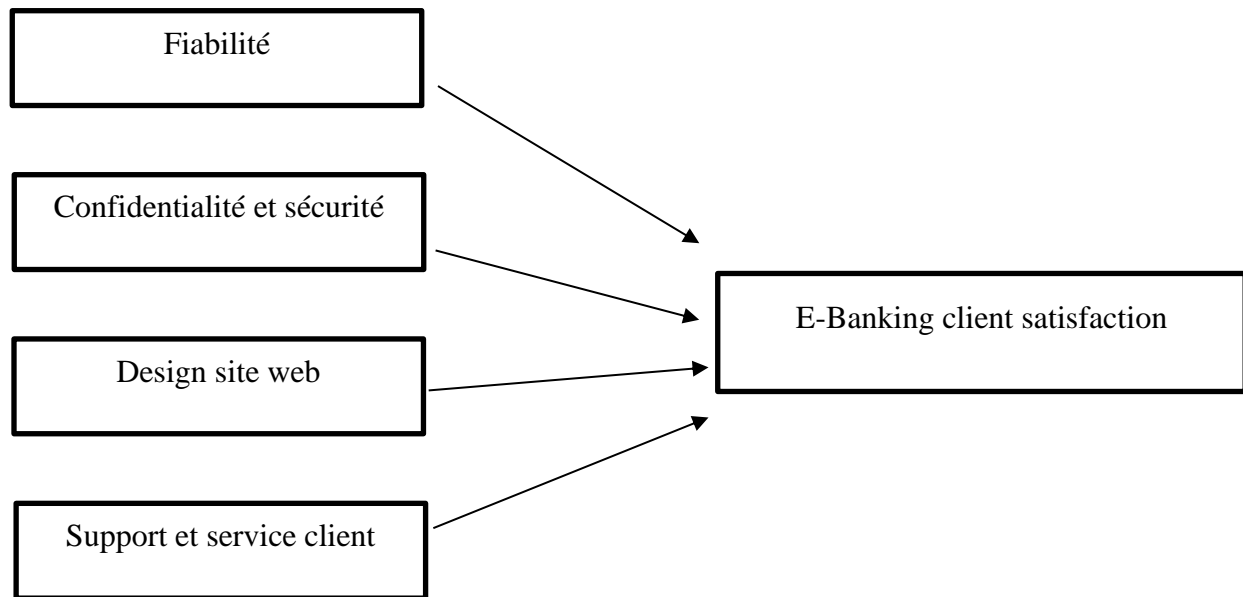 Fiabilité
Confidentialité et sécurité
Design site web
Support et service client
E-Banking client satisfaction